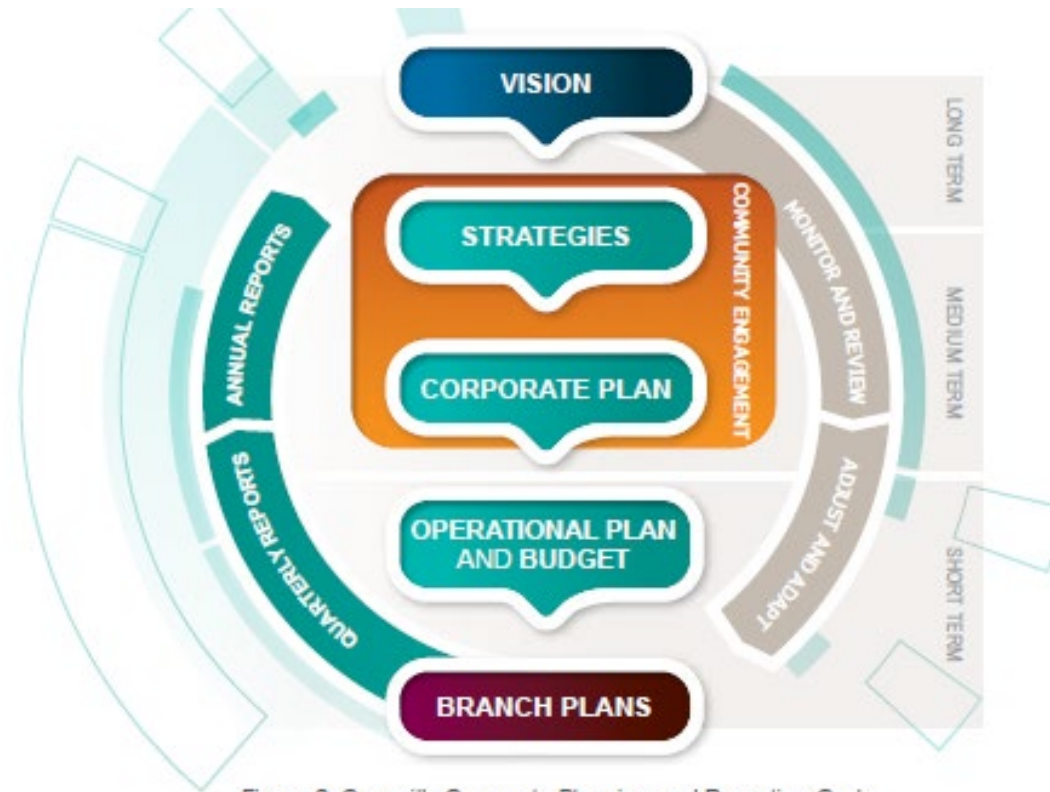 VISION
LONG TERM
STRATEGIES
COMMUNITY ENGAGEMENT
MONITOR AND REVIEW
ANNUAL REPORTS
CORPORATE PLAN
MEDIUM TERM
QUARTERLY REPORTS
OPERATIONAL PLAN
AND BUDGET
ADJUST AND ADAPT
SHORT TERM
BRANCH PLANS